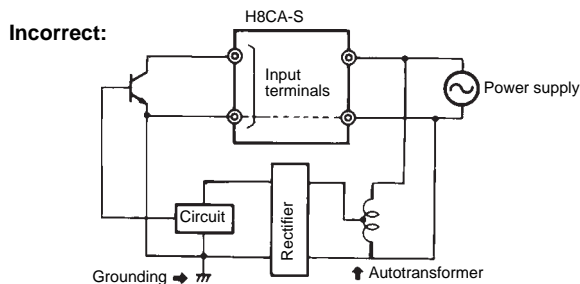 H8CA-S
Incorrect:
Input
terminals
Power supply
Circuit
Rectifier
Grounding
Autotransformer